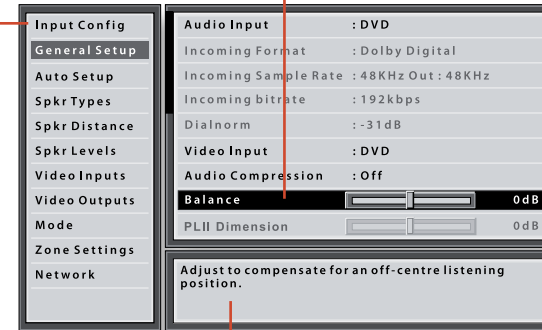 Input Config
General Setup
Auto Setup
Spkr Types
Spkr Distance
Spkr Levels
Video Inputs
Video Outputs
Mode
Zone Settings
Network
Audio Input : DVD
Incoming Format : Dolby Digital
Incoming Sample Rate : 48KHz Out : 48KHz
Incoming bitrate : 192kbps
Dialnorm : -31dB
Video Input : DVD
Audio Compression : Off
Balance 0dB
PLII Dimension 0dB
Adjust to compensate for an off-centre listening
position.